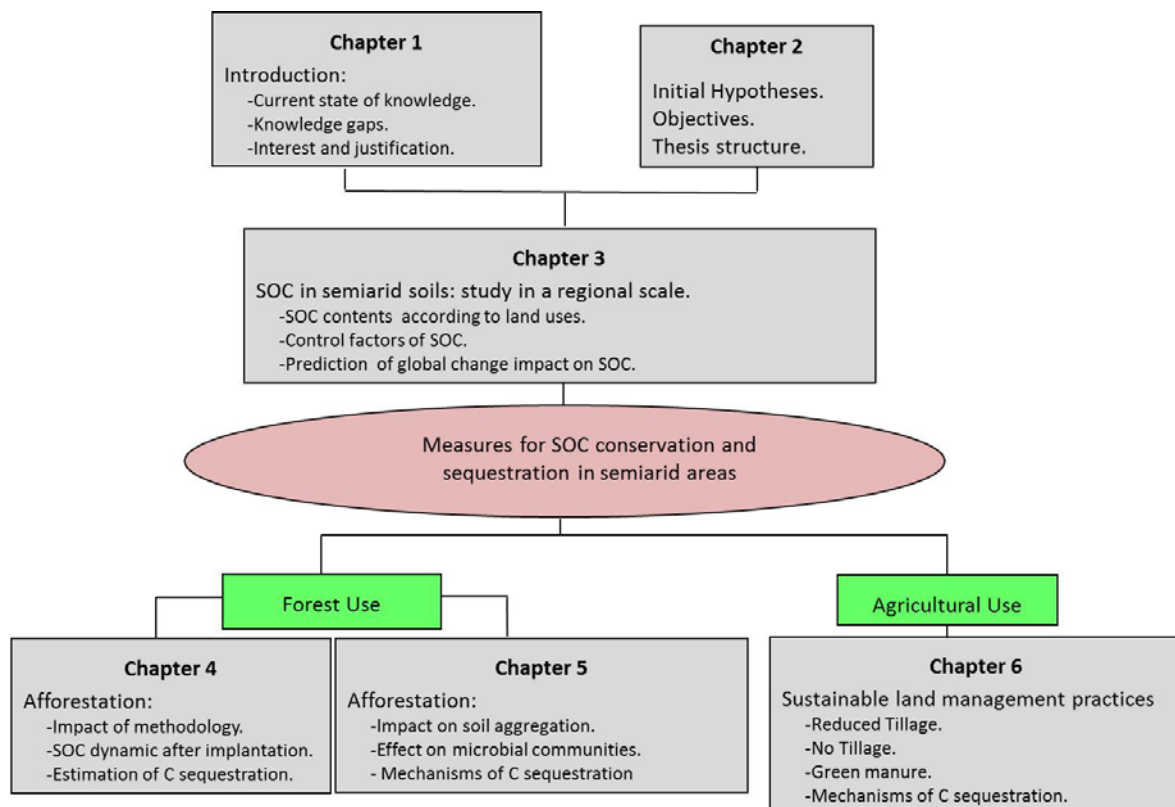 Chapter 1
Introduction:
-Current state of knowledge.
-Knowledge gaps.
-Interest and justification.
Chapter 2
Initial Hypotheses.
Objectives.
Thesis structure.
Chapter 3
SOC in semiarid soils: study in a regional scale.
-SOC contents according to land uses.
-Control factors of SOC.
-Prediction of global change impact on SOC.
Measures for SOC conservation and
sequestration in semiarid areas
Forest Use
Agricultural Use
Chapter 4
Afforestation:
-Impact of methodology.
-SOC dynamic after implantation.
-Estimation of C sequestration.
Chapter 5
Afforestation:
-Impact on soil aggregation.
-Effect on microbial communities.
- Mechanisms of C sequestration
Chapter 6
Sustainable land management practices
-Reduced Tillage.
-No Tillage.
-Green manure.
-Mechanisms of C sequestration.